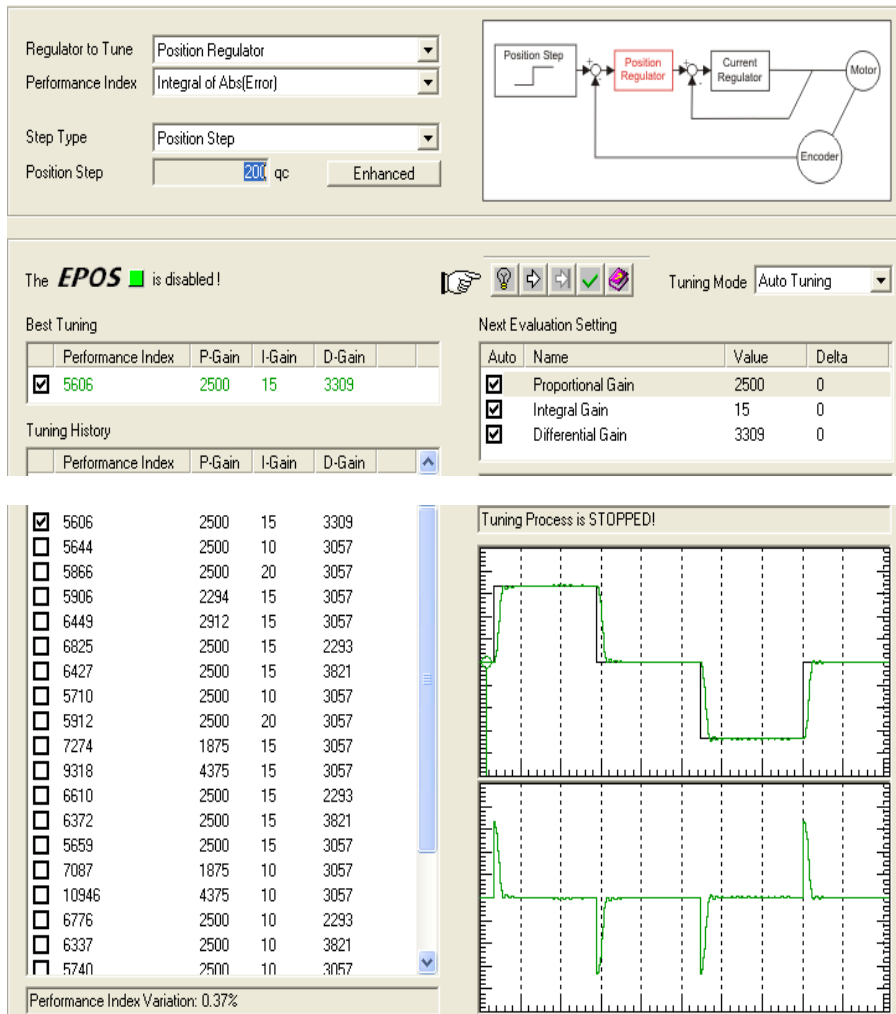 Regulator to Tune Position Regulator
Performance Index Integral of Abs(Error)
Step Type Position Step
Position Step 200 qc Enhanced
Position Step
+
-
Position
Regulator
+
-
Current
Regulator
Motor
Encoder
The EPOS is disabled !
Tuning Mode Auto Tuning
Best Tuning
Performance Index P-Gain I-Gain D-Gain
5606 2500 15 3309
Next Evaluation Setting
Auto Name Value Delta
Proportional Gain 2500 0
Integral Gain 15 0
Differential Gain 3309 0
Tuning History
Performance Index P-Gain I-Gain D-Gain
5606 2500 15 3309
5644 2500 10 3057
5866 2500 20 3057
5906 2294 15 3057
6449 2912 15 3057
6825 2500 15 2293
6427 2500 15 3821
5710 2500 10 3057
5912 2500 20 3057
7274 1875 15 3057
9318 4375 15 3057
6610 2500 15 2293
6372 2500 15 3821
5659 2500 10 3057
7087 1875 10 3057
10946 4375 10 3057
6776 2500 10 2293
6337 2500 10 3821
5740 2500 10 3057
Performance Index Variation: 0.37%
Tuning Process is STOPPED!